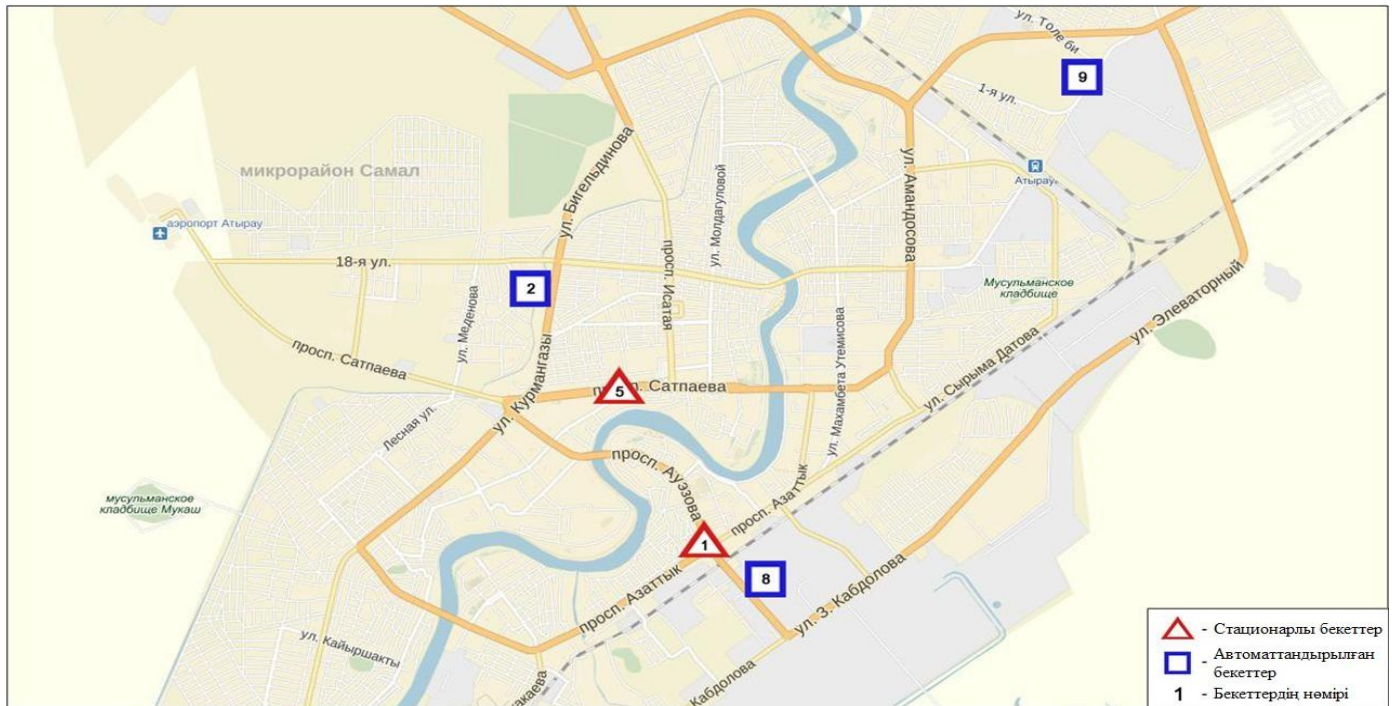 ул. Толе би
9
1-я ул.
ул. Бигельдинова
микрорайон Самал
ул. Амандосова
Атырау
аэропорт Атырау
ул. Молдагуловой
18-я ул.
просп. Исатая
2
Мусульманское
кладбище
ул. Элеваторный
ул. Меденова
ул. Махамбета Утемисова
ул. Сырыма Датова
просп. Сатпаева
ул. Курмангазы
5
Сатпаева
Лесная ул.
просп. Ауэзова
мусульманское
кладбище Мукаш
просп. Азаттык
1
8
просп. Азаттык
ул. З. Кабдолова
ул. Кайыршакты
Кабдолова
- Стационарлы бекеттер
- Автоматтандырылған
бекеттер
1 - Бекеттердің нөмірі